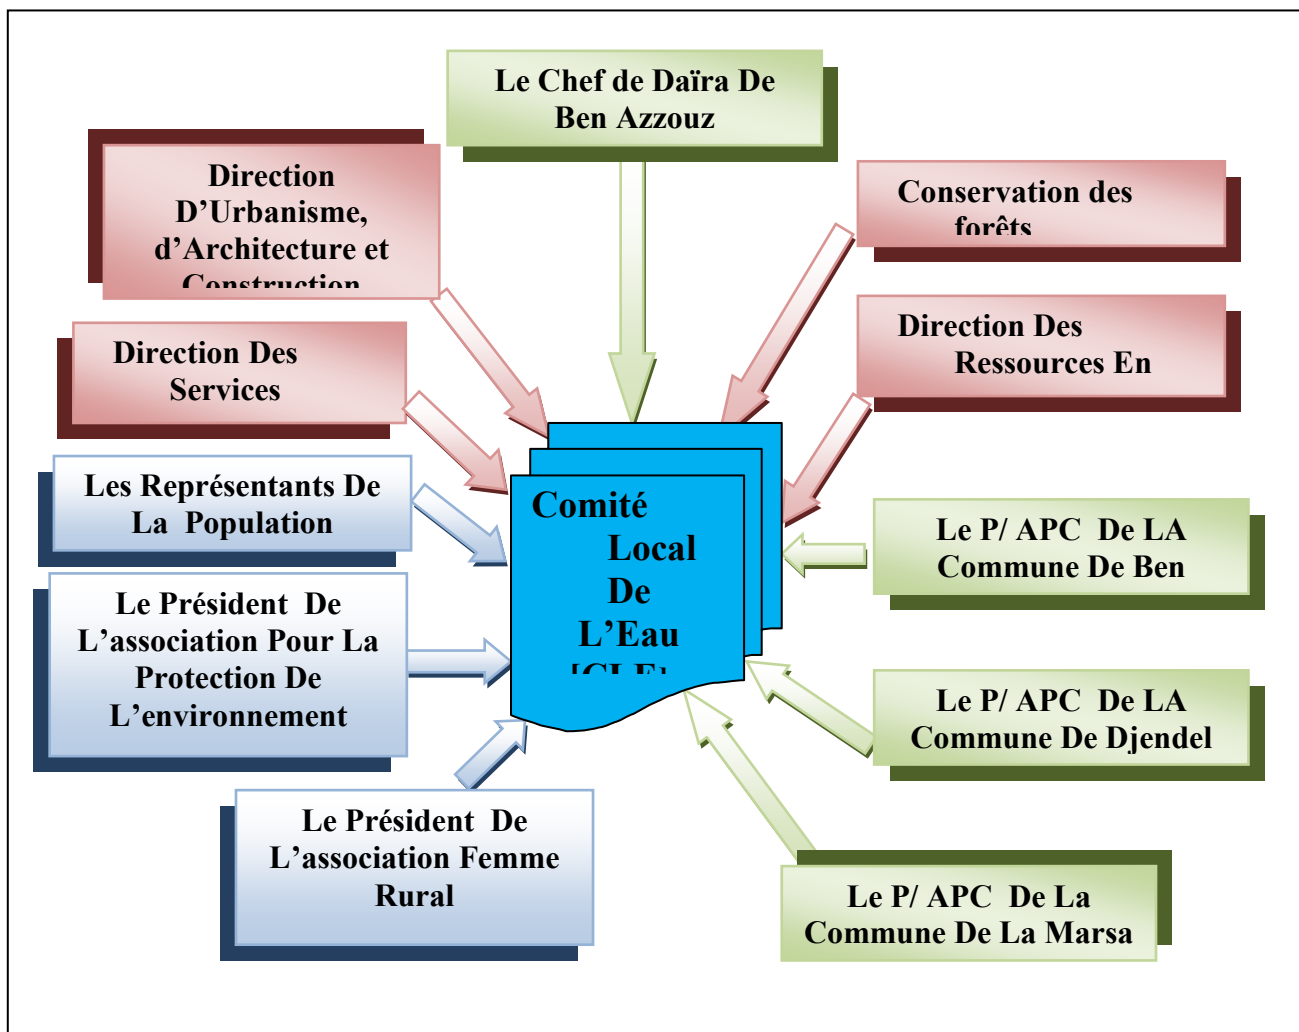 Le Chef de Daïra De
Ben Azzouz
Direction
D’Urbanisme,
d’Architecture et
Construction
Conservation des
forêts
Direction Des
Services
Direction Des
Ressources En
Les Représentants De
La Population
Comité
Local
De
L’Eau
[CLE]
Le P/ APC De LA
Commune De Ben
Le Président De
L’association Pour La
Protection De
L’environnement
Le P/ APC De LA
Commune De Djendel
Le Président De
L’association Femme
Rural
Le P/ APC De La
Commune De La Marsa